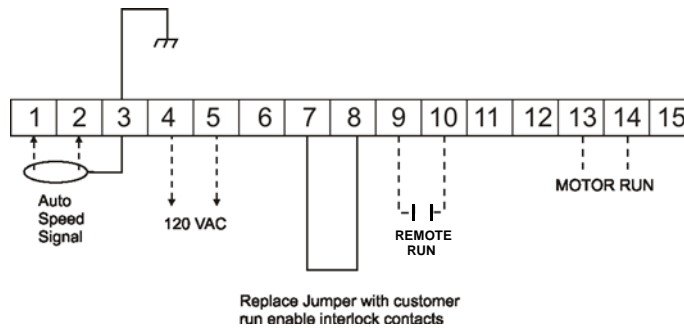 1 2 3 4 5 6 7 8 9 10 11 12 13 14 15
Auto
Speed
Signal
120 VAC
REMOTE
RUN
MOTOR RUN
Replace Jumper with customer
run enable interlock contacts